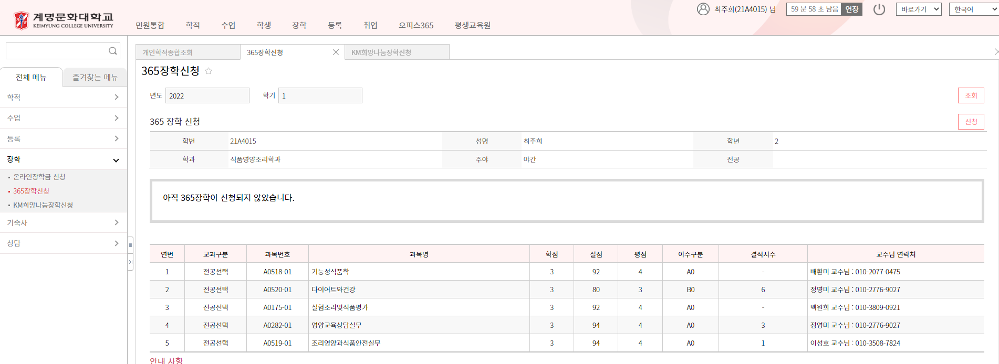 계명문화대학교
KEIMYUNG COLLEGE UNIVERSITY
민원통합 학적 수업 학생 장학 등록 취업 오피스365 평생교육원
최주희(21A4015) 님 59 분 58 초 남음 연장 바로가기 한국어
전체 메뉴 즐겨찾는 메뉴
학적
수업
등록
장학
온라인장학금 신청
365장학신청
KM희망나눔장학신청
기숙사
상담
개인학적종합조회 365장학신청 KM희망나눔장학신청
365장학신청
년도 2022 학기 1 조회
365 장학 신청 신청
학번 21A4015 성명 최주희 학년 2
학과 식품영양조리학과 주야 야간 전공
아직 365장학이 신청되지 않았습니다.
연번 교과구분 과목번호 과목명 학점 실점 평점 이수구분 결석시수 교수님 연락처
1 전공선택 A0518-01 기능성식품학 3 92 4 A0 - 배환미 교수님 : 010-2077-0475
2 전공선택 A0520-01 다이어트와건강 3 80 3 B0 6 정영미 교수님 : 010-2776-9027
3 전공선택 A0175-01 실험조리및식품평가 3 92 4 A0 - 백원희 교수님 : 010-3809-0921
4 전공선택 A0282-01 영양교육상담실무 3 94 4 A0 3 정영미 교수님 : 010-2776-9027
5 전공선택 A0519-01 조리영양과식품안전실무 3 94 4 A0 1 이성호 교수님 : 010-3508-7824
안내 사항